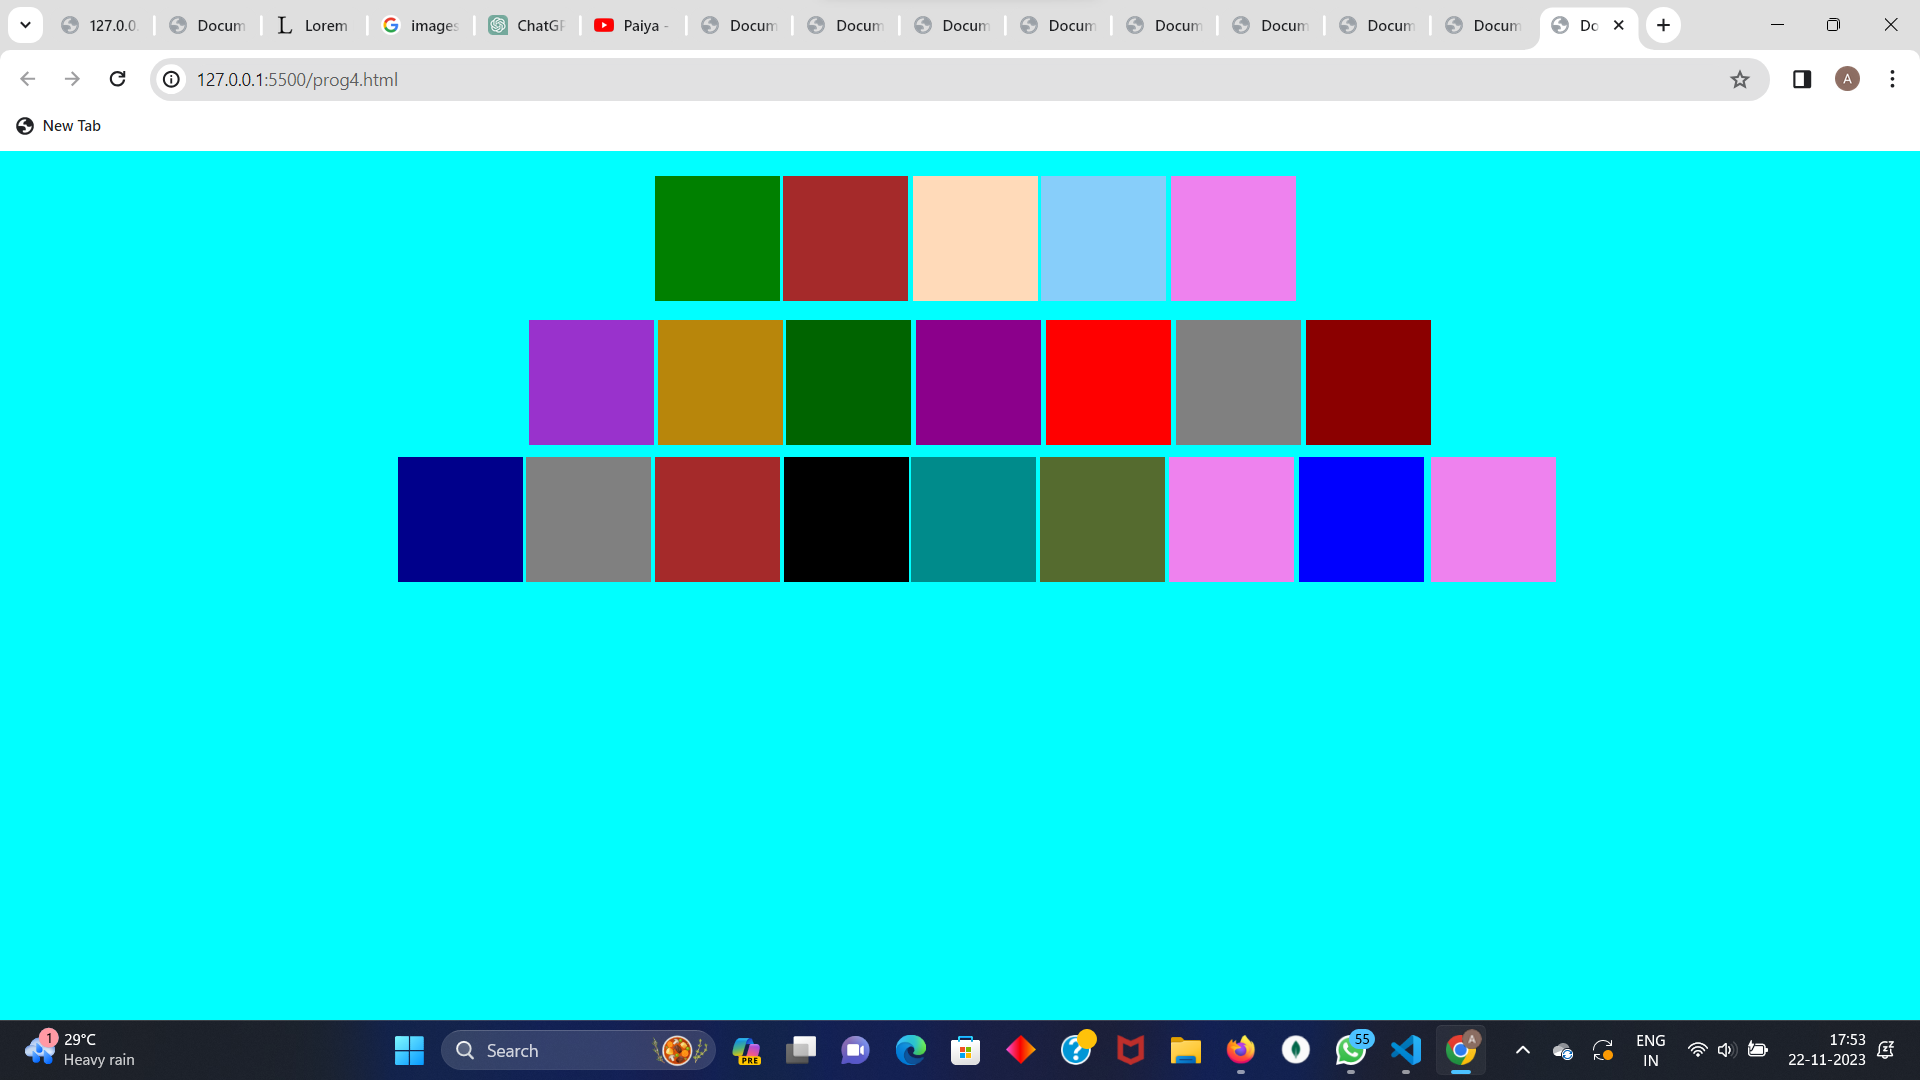 127.0.0
Docum
Lorem
images
ChatGP
Paiya -
Docum
Docum
Docum
Docum
Docum
Docum
Docum
Docum
Do
127.0.0.1:5500/prog4.html
A
New Tab
1
29°C
Heavy rain
Search
PRE
55
A
ENG
IN
17:53
22-11-2023